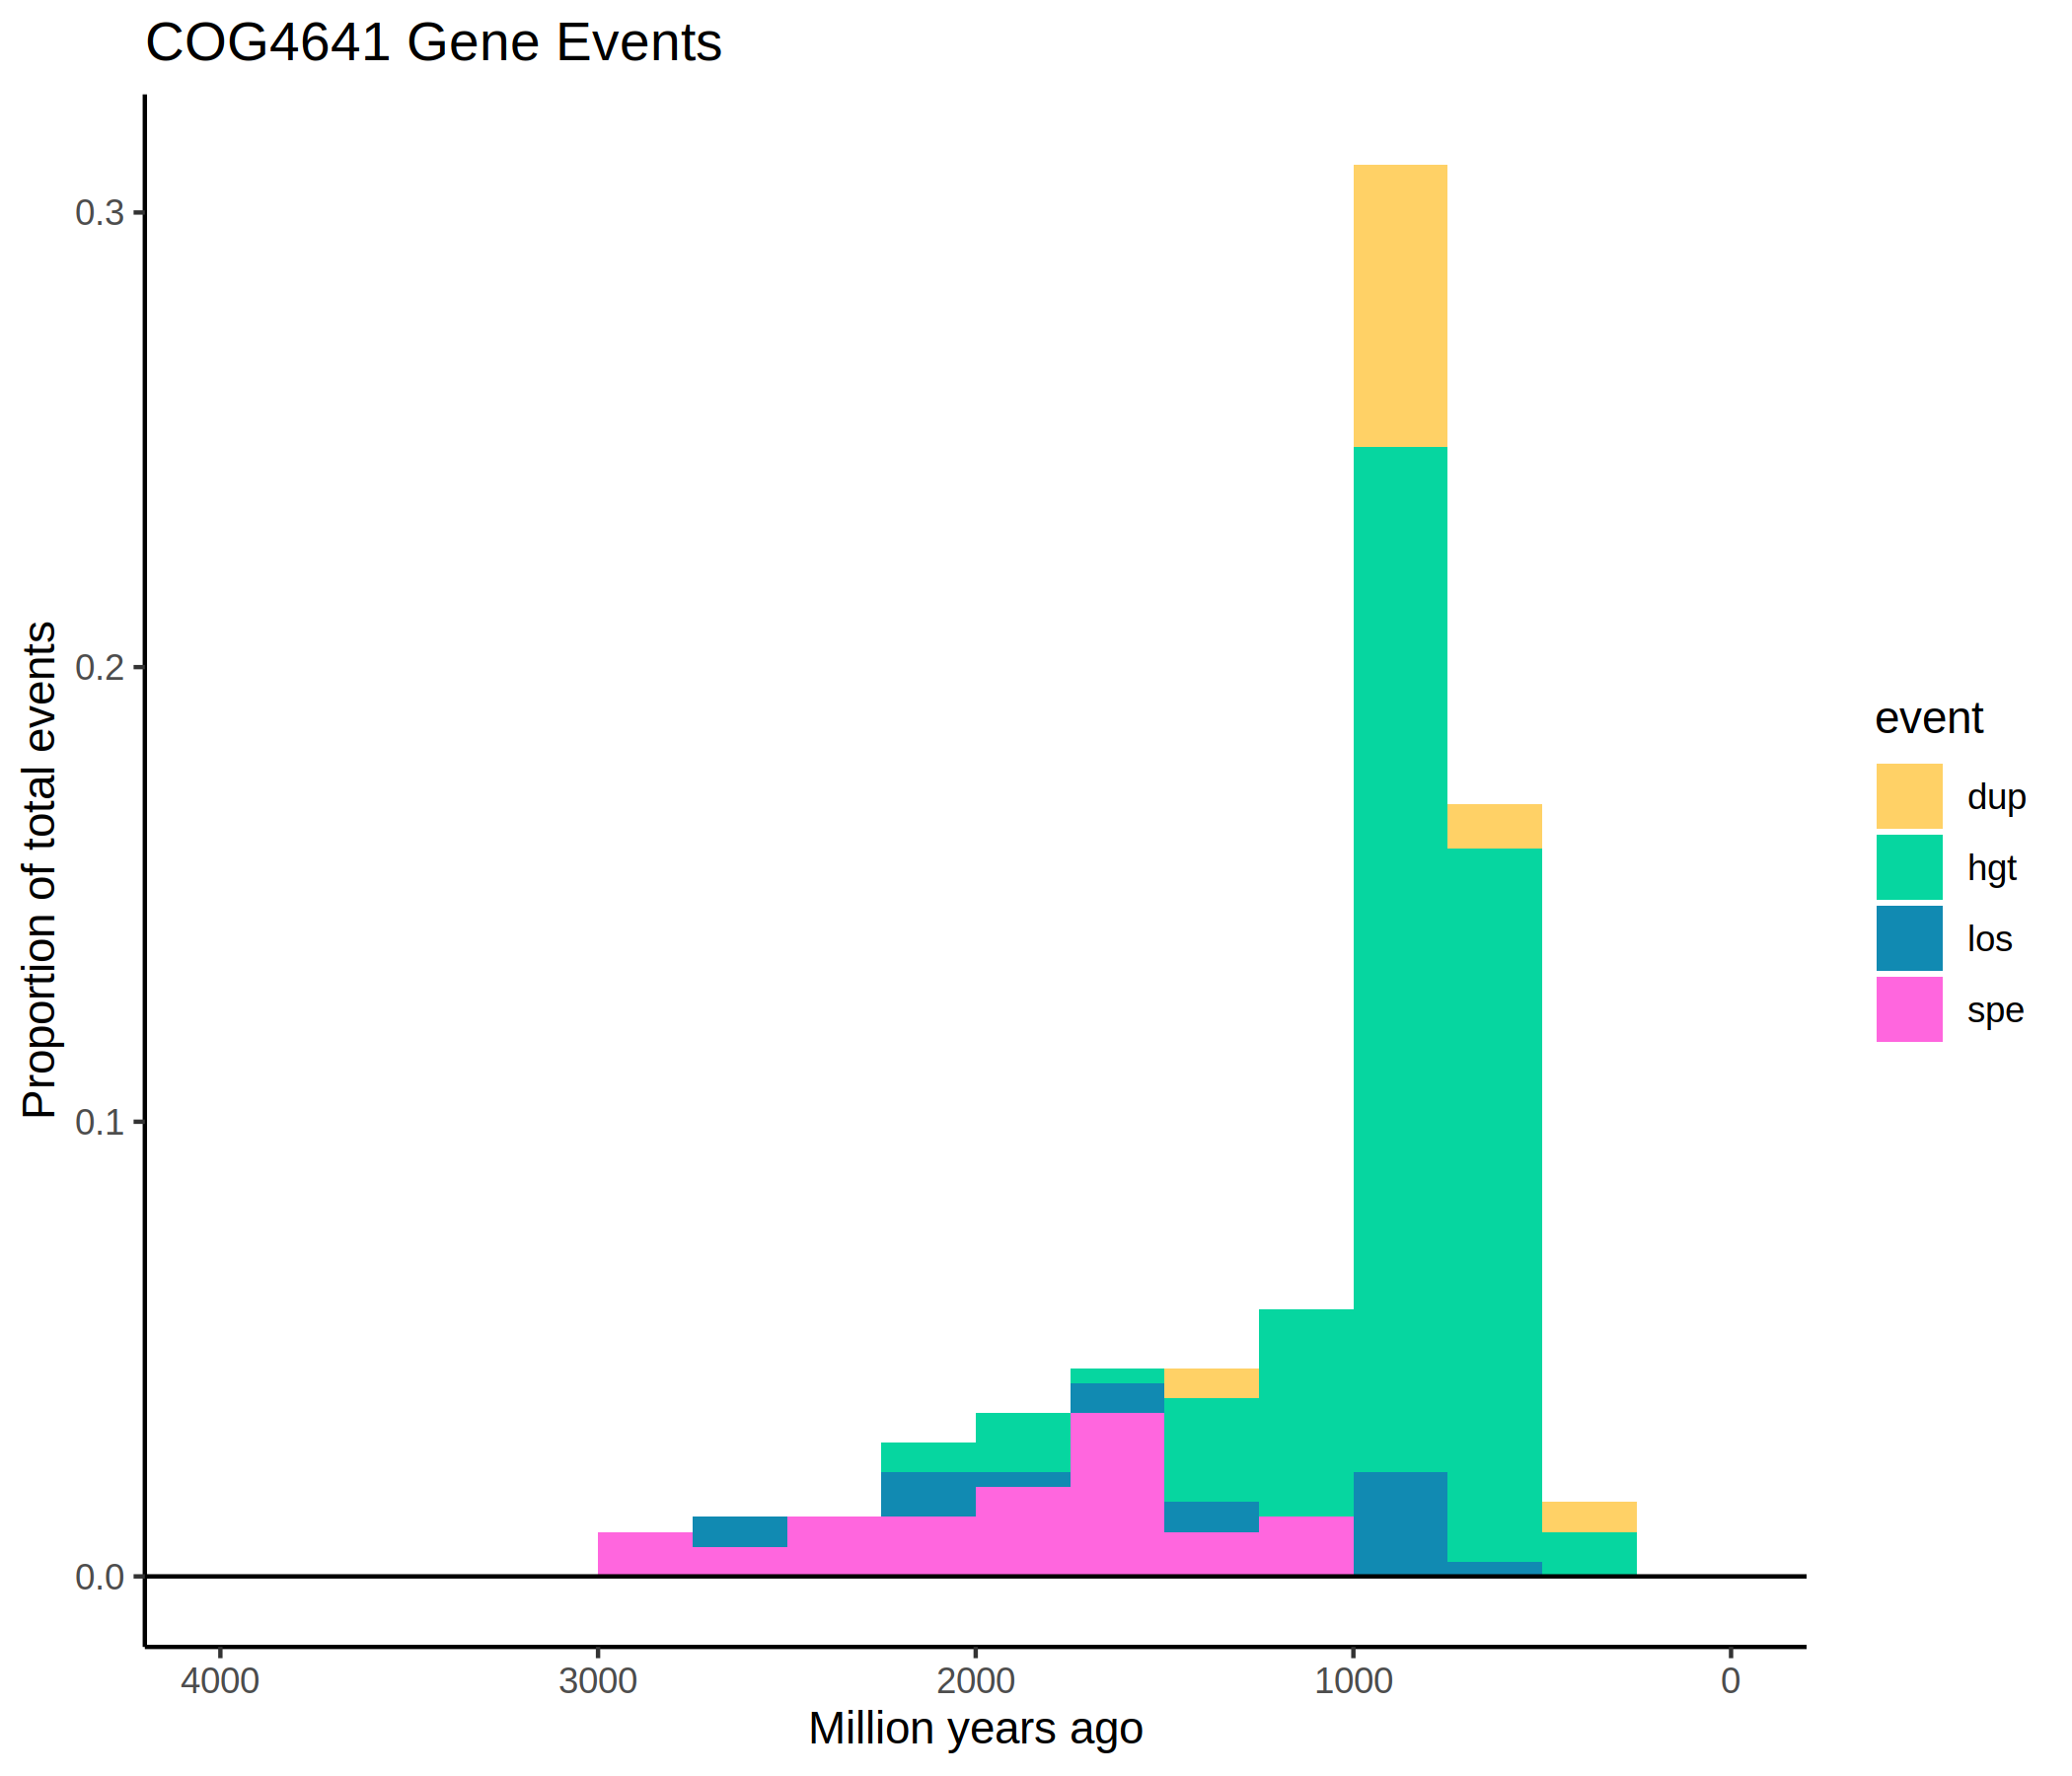 COG4641 Gene Events
Proportion of total events
0.3
0.2
0.1
0.0
4000 3000 2000 1000 0
Million years ago
event
dup
hgt
los
spe